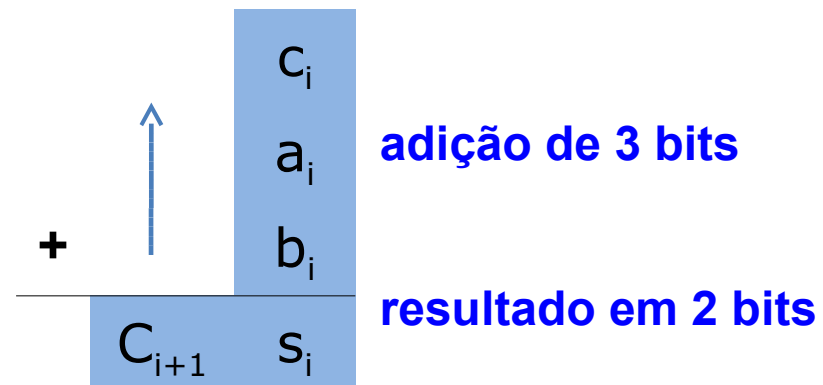 cᵢ
aᵢ
adição de 3 bits
+ bᵢ
resultado em 2 bits
Cᵢ₊₁ sᵢ